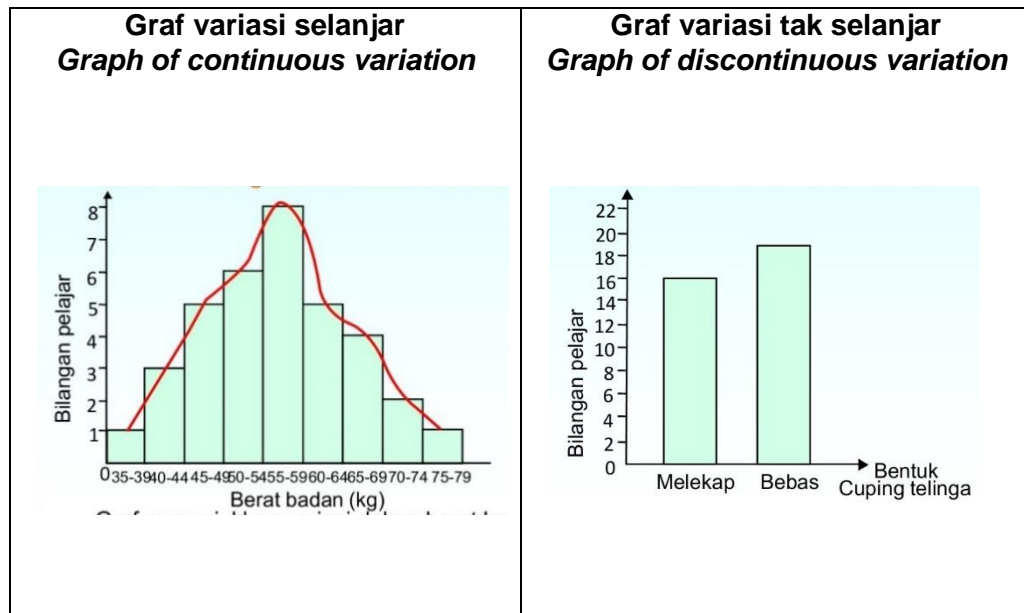 Graf variasi selanjar
Graph of continuous variation
Bilangan pelajar
8
7
6
5
4
3
2
1
0
35-39 40-44 45-49 50-54 55-59 60-64 65-69 70-74 75-79
Berat badan (kg)
Graf variasi tak selanjar
Graph of discontinuous variation
Bilangan pelajar
22
20
18
16
14
12
10
8
6
4
2
0
Melekap Bebas
Bentuk
Cuping telinga